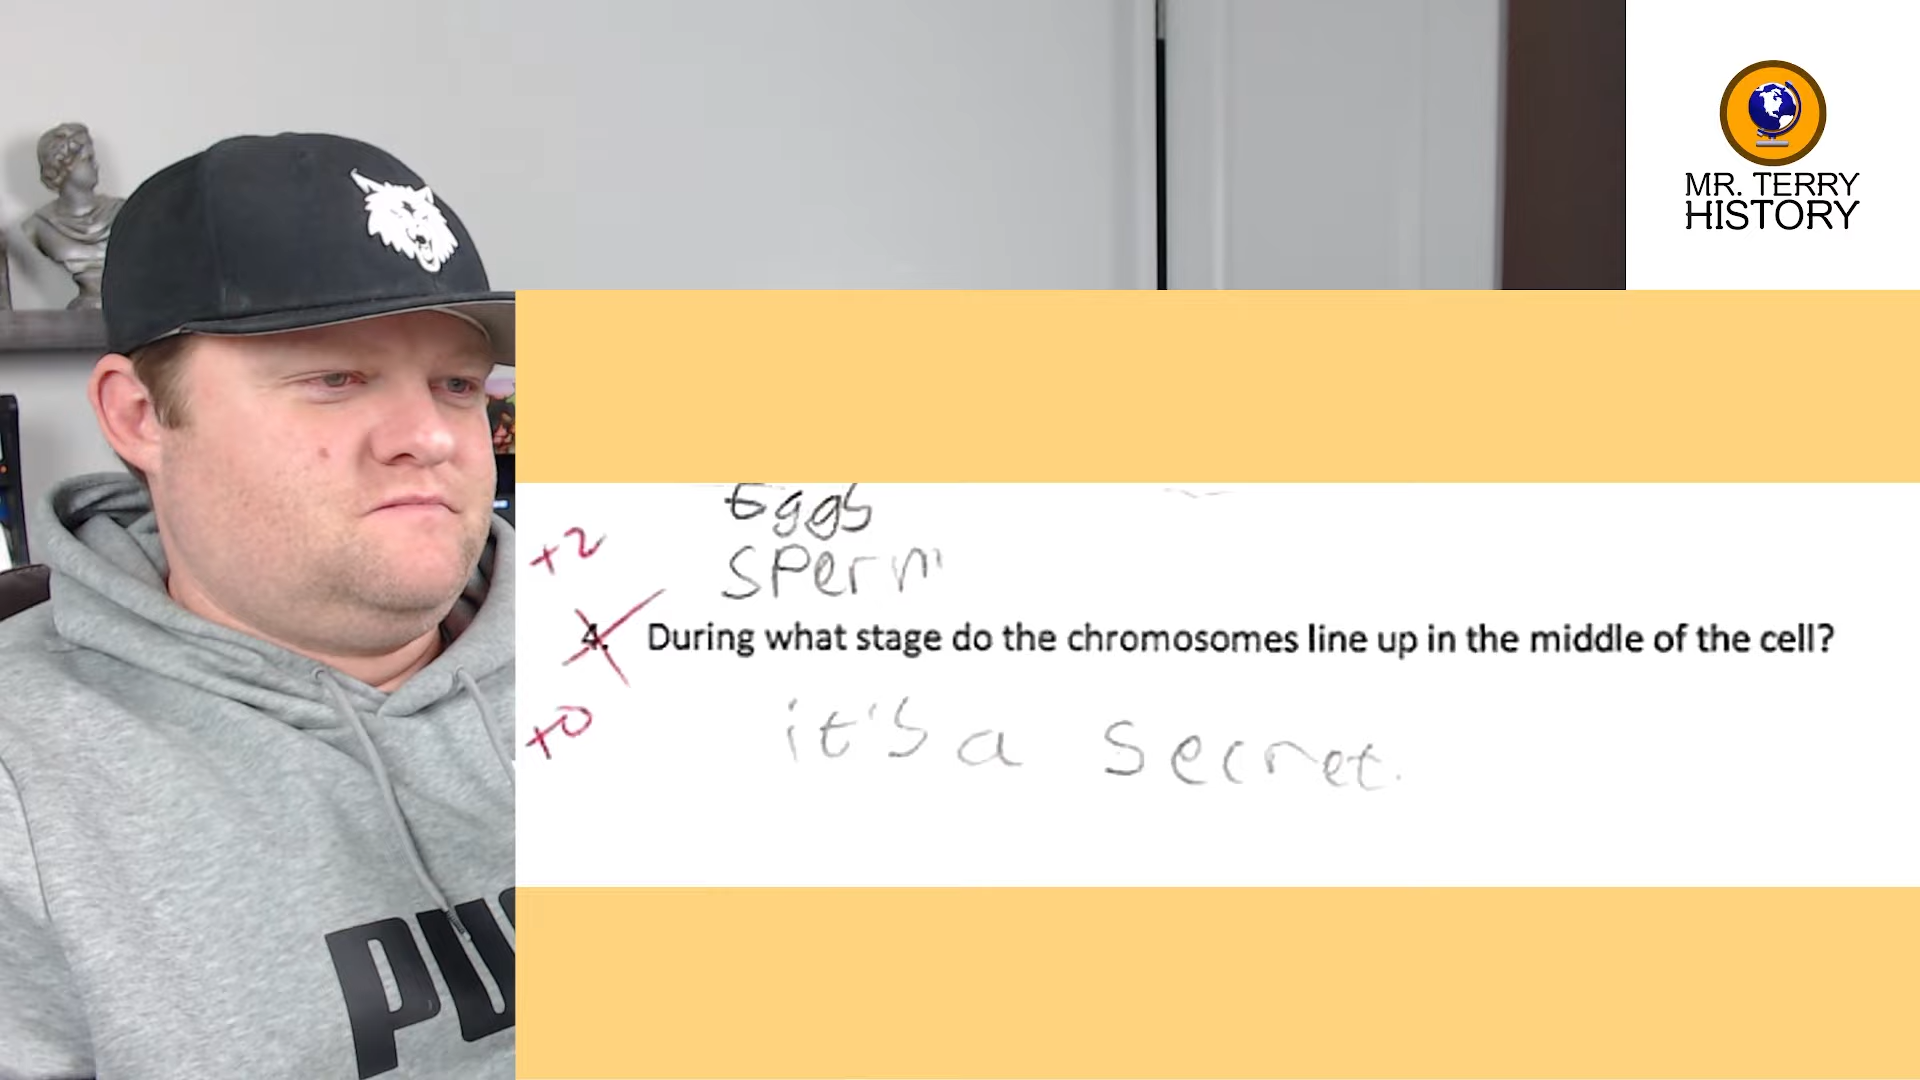 MR. TERRY
HISTORY
Eggs
+2
sperm
4. During what stage do the chromosomes line up in the middle of the cell?
+0
it's a secret.
PU